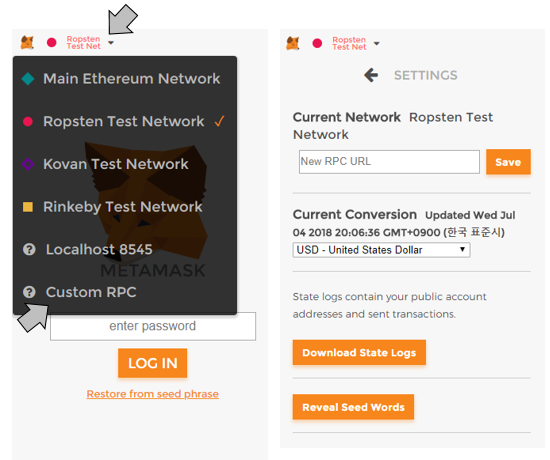 Ropsten
Test Net
Main Ethereum Network
Ropsten Test Network
Kovan Test Network
Rinkeby Test Network
Localhost 8545
METAMASK
Custom RPC
enter password
LOG IN
Restore from seed phrase
Ropsten
Test Net
SETTINGS
Current Network Ropsten Test
Network
New RPC URL
Save
Current Conversion Updated Wed Jul
04 2018 20:06:36 GMT+0900 (한국 표준시)
USD - United States Dollar
State logs contain your public account
addresses and sent transactions.
Download State Logs
Reveal Seed Words